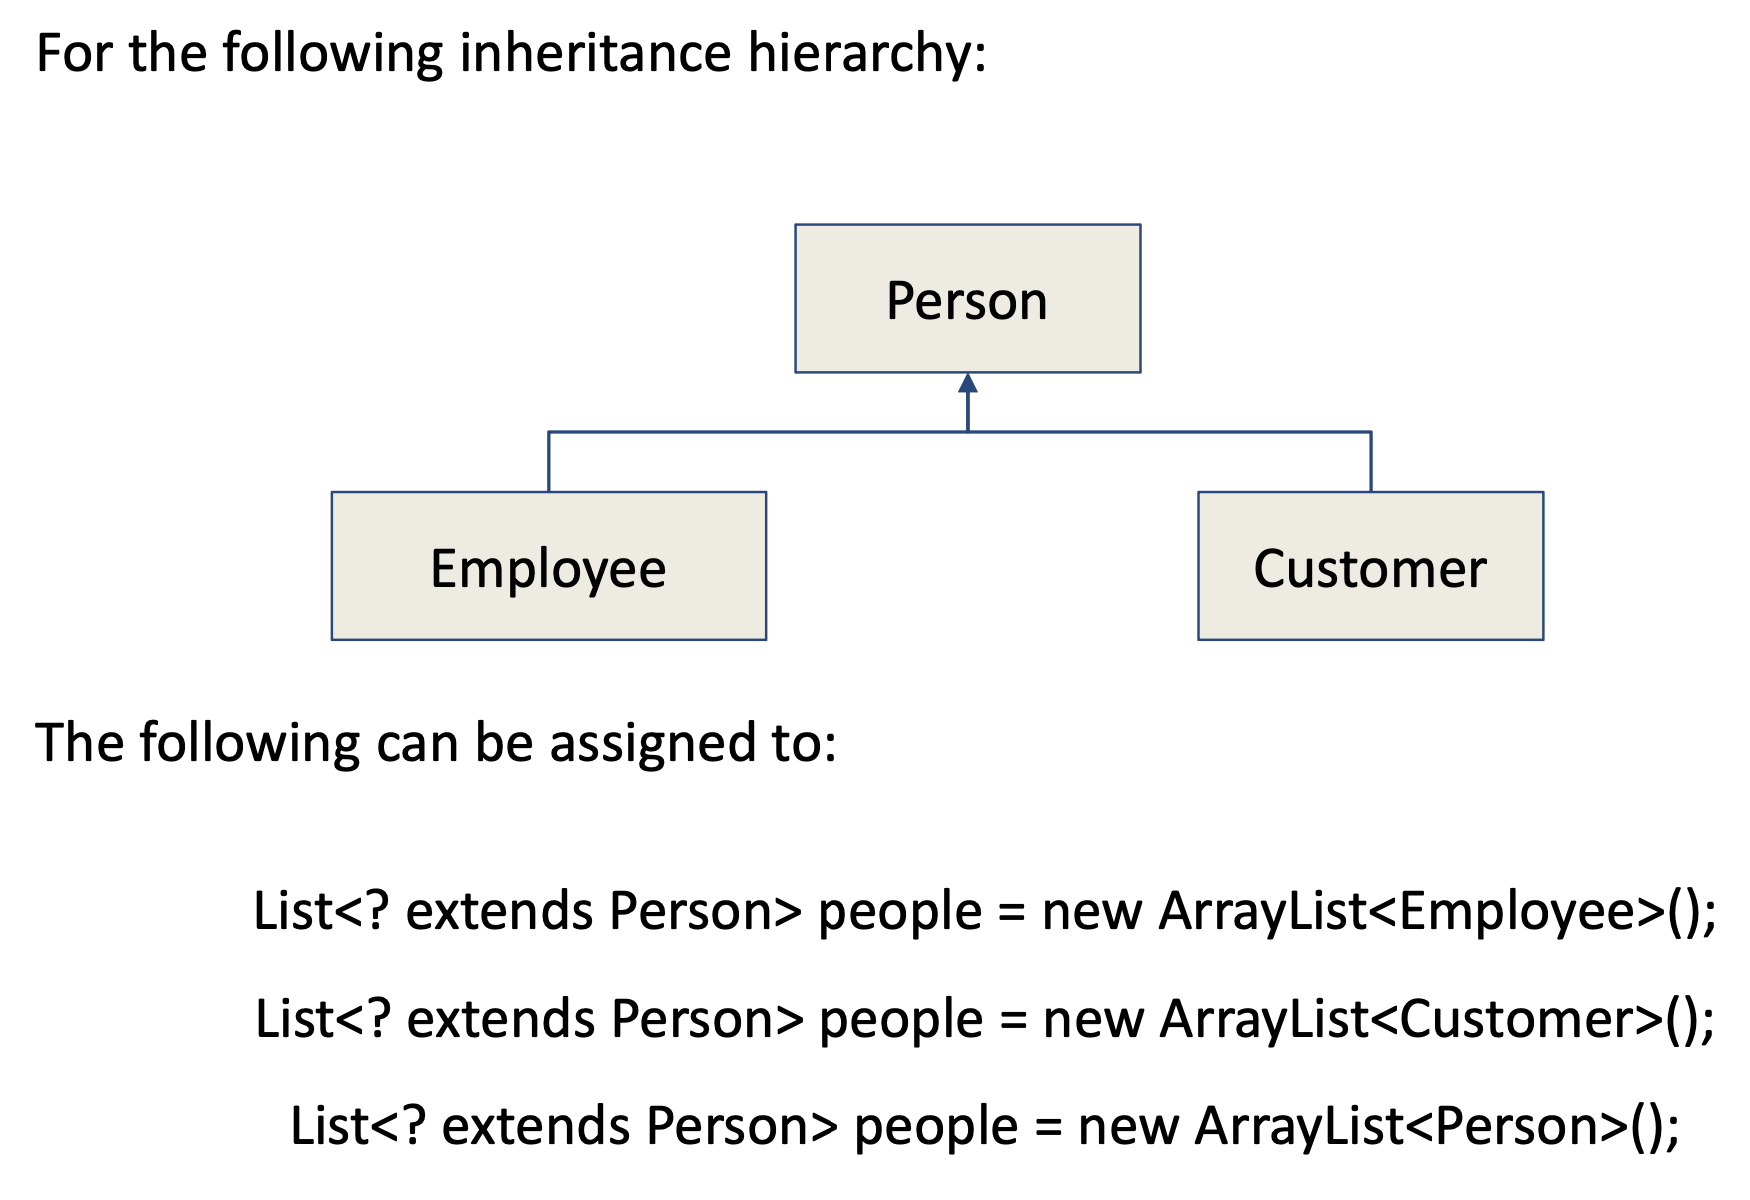 For the following inheritance hierarchy:
Person
Employee
Customer
The following can be assigned to:
List<? extends Person> people = new ArrayList<Employee>();
List<? extends Person> people = new ArrayList<Customer>();
List<? extends Person> people = new ArrayList<Person>();